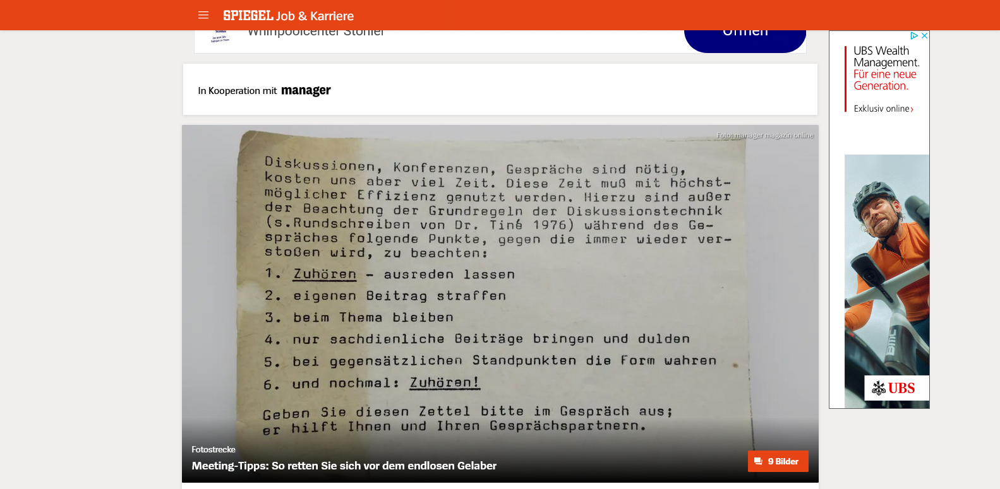 SPIEGEL Job & Karriere
Whirlpoolcenter Stöhler
Öffnen
In Kooperation mit manager
Foto: manager magazin online
Diskussionen, Konferenzen, Gespräche sind nötig,
kosten uns aber viel Zeit. Diese Zeit muß mit höchst-
möglicher Effizienz genutzt werden. Hierzu sind außer
der Beachtung der Grundregeln der Diskussionstechnik
(s.Rundschreiben von Dr. Tiné 1976) während des Ge-
spräches folgende Punkte, gegen die immer wieder ver-
stoßen wird, zu beachten:
1. Zuhören - ausreden lassen
2. eigenen Beitrag straffen
3. beim Thema bleiben
4. nur sachdienliche Beiträge bringen und dulden
5. bei gegensätzlichen Standpunkten die Form wahren
6. und nochmal: Zuhören!
Geben Sie diesen Zettel bitte im Gespräch aus;
er hilft Ihnen und Ihren Gesprächspartnern.
Fotostrecke
Meeting-Tipps: So retten Sie sich vor dem endlosen Gelaber
9 Bilder
UBS Wealth
Management.
Für eine neue
Generation.
Exklusiv online ›
BMC
UBS